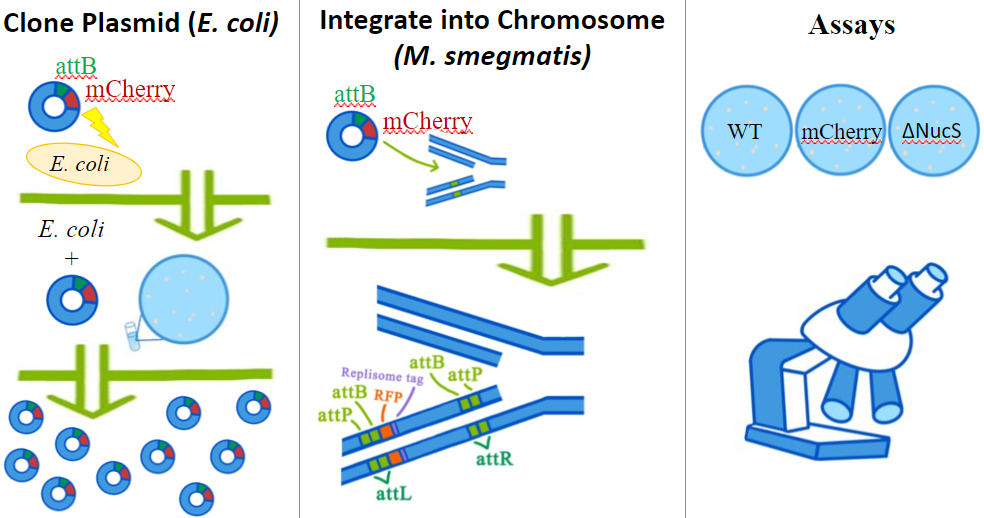 Clone Plasmid (E. coli)
attB
mCherry
E. coli
E. coli
+
Integrate into Chromosome
(M. smegmatis)
attB
mCherry
attB
Replisome tag
attP
attB
RFP
attP
attR
attL
Assays
WT
mCherry
ΔNucS